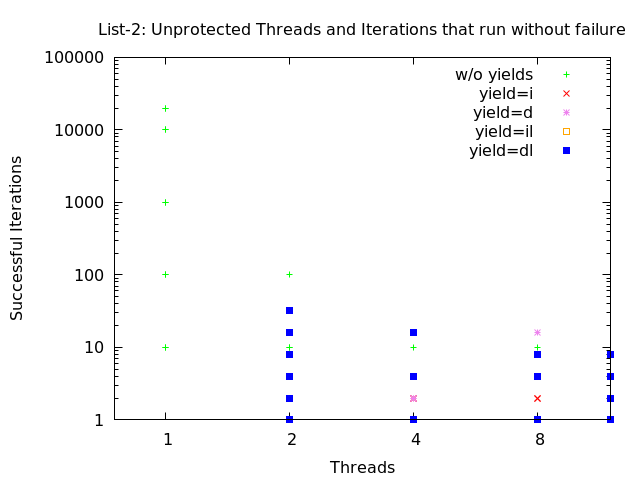 List-2: Unprotected Threads and Iterations that run without failure
100000
10000
1000
100
10
1
Successful Iterations
w/o yields
yield=i
yield=d
yield=il
yield=dl
1
2
4
8
Threads